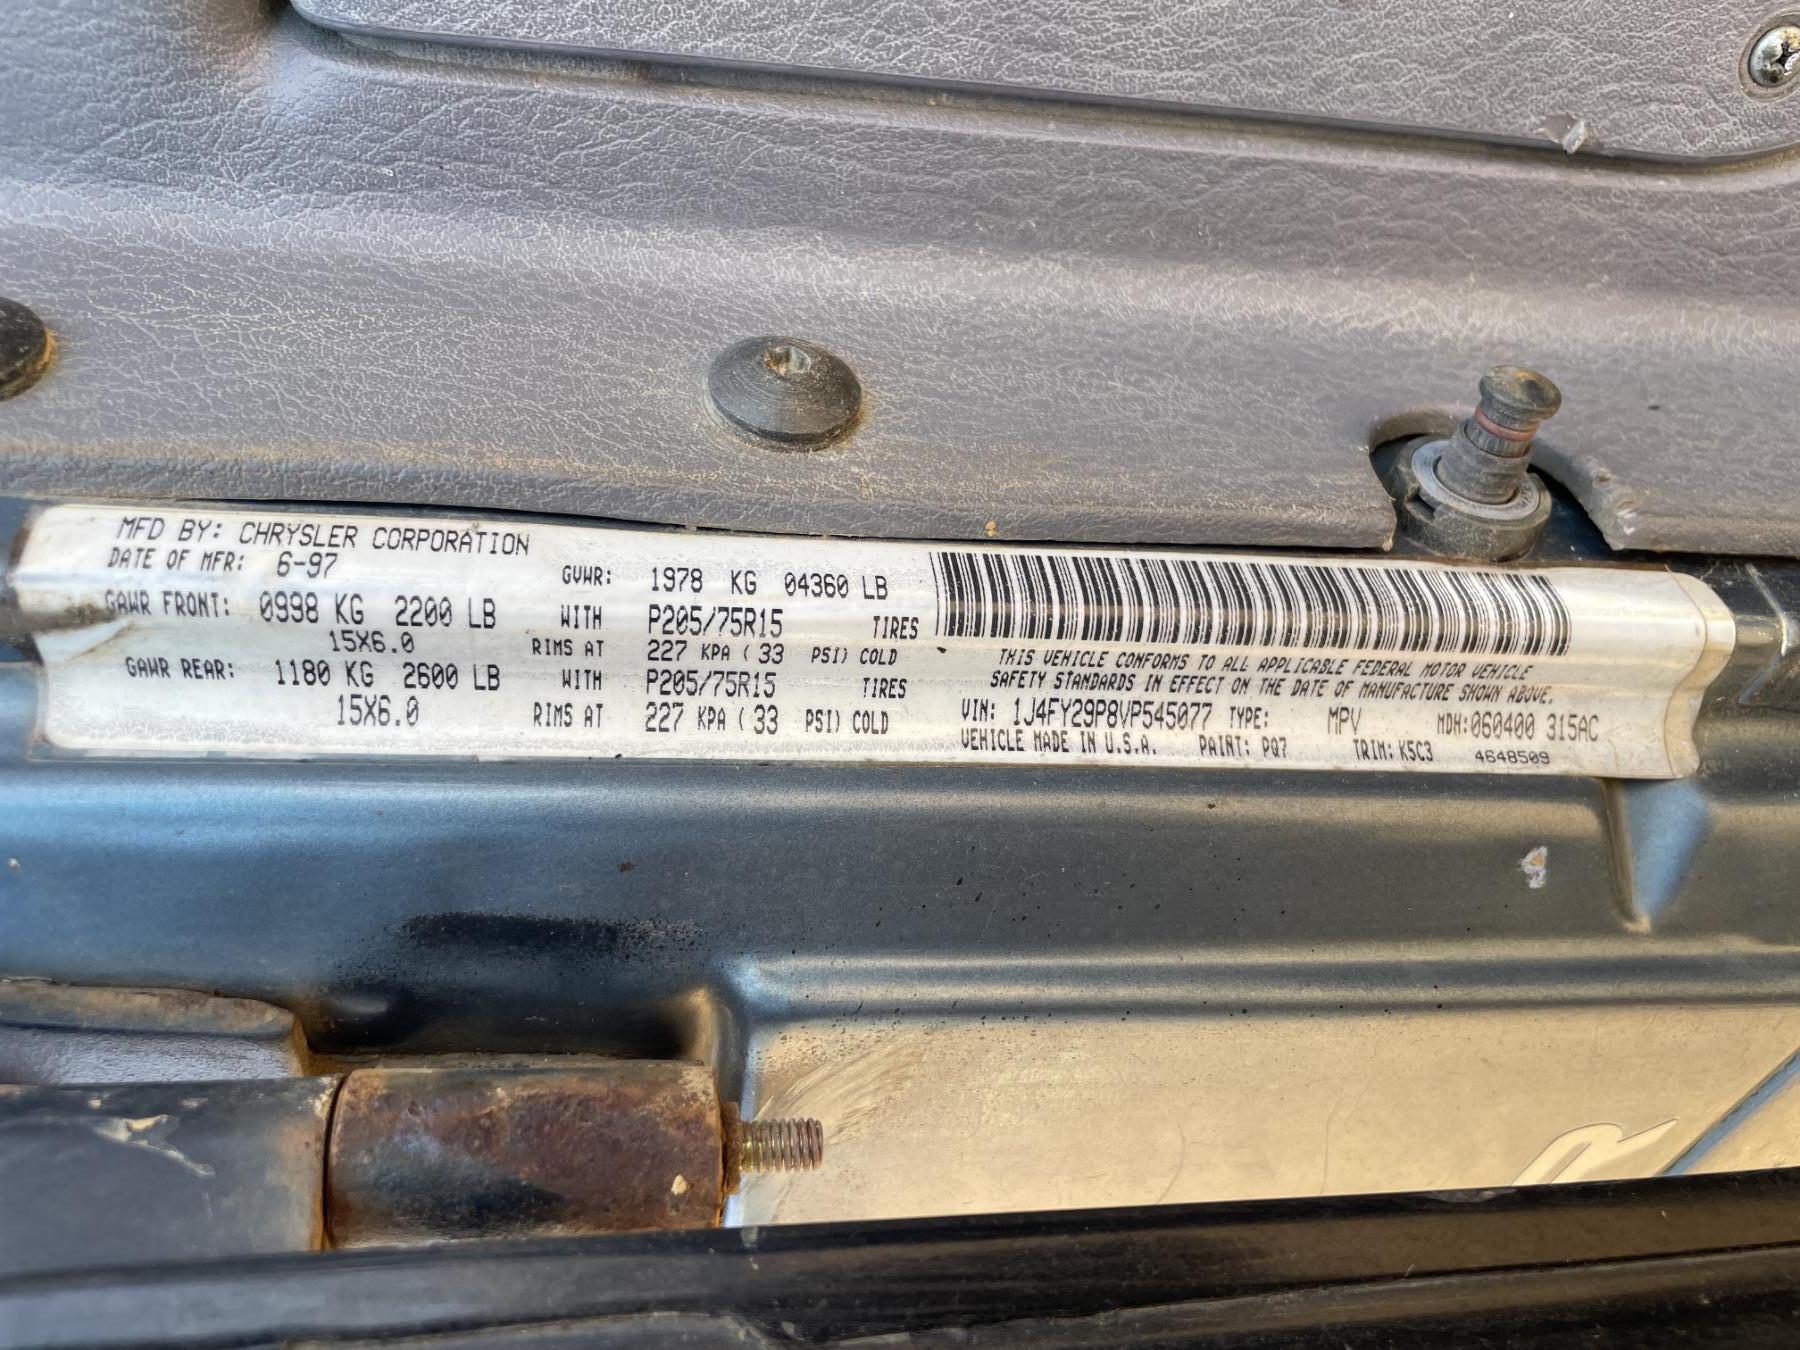 MFD BY: CHRYSLER CORPORATION
DATE OF MFR: 6-97
GVWR: 1978 KG 04360 LB
GAWR FRONT: 0998 KG 2200 LB WITH P205/75R15 TIRES
15X6.0 RIMS AT 227 KPA ( 33 PSI) COLD
GAWR REAR: 1180 KG 2600 LB WITH P205/75R15 TIRES
15X6.0 RIMS AT 227 KPA ( 33 PSI) COLD
THIS VEHICLE CONFORMS TO ALL APPLICABLE FEDERAL MOTOR VEHICLE
SAFETY STANDARDS IN EFFECT ON THE DATE OF MANUFACTURE SHOWN ABOVE.
VIN: 1J4FY29P8VP545077 TYPE: MPV MDH:060400 315AC
VEHICLE MADE IN U.S.A. PAINT: PQ7 TRIM: K5C3 4648509